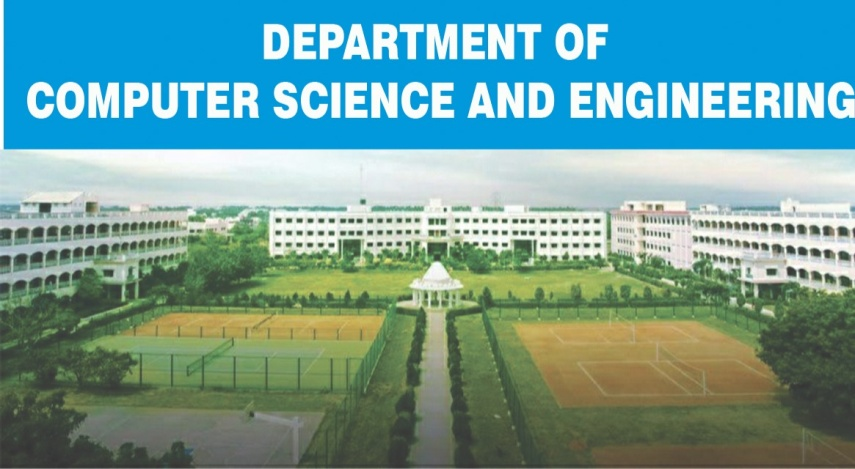 DEPARTMENT OF
COMPUTER SCIENCE AND ENGINEERING